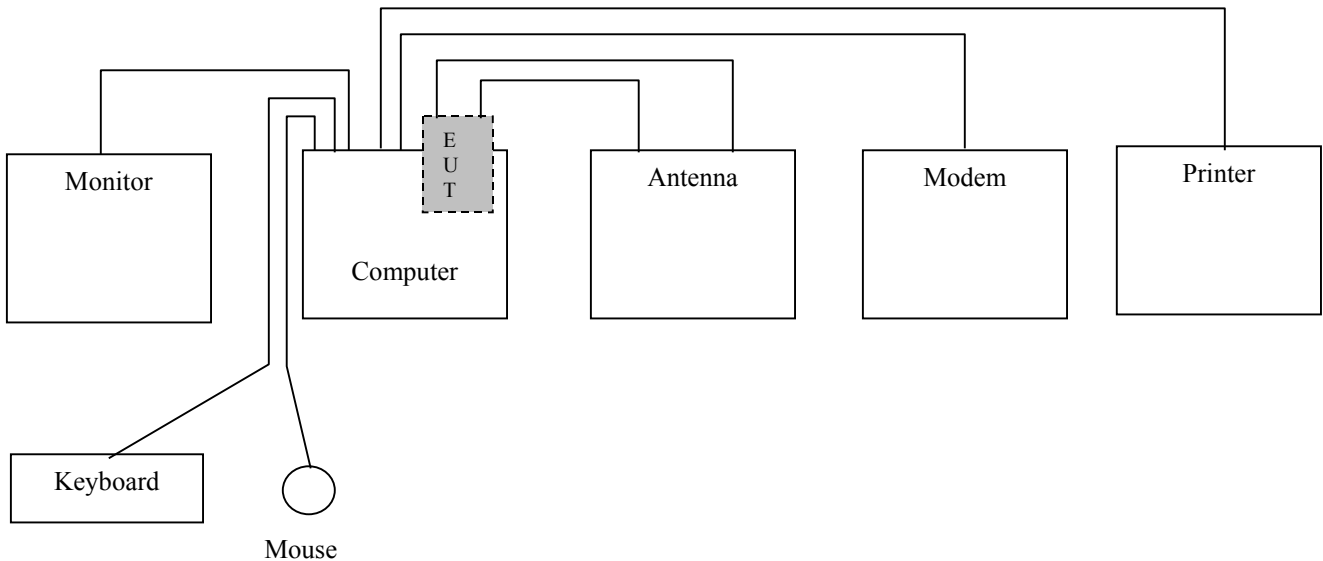 Monitor
E
U
T
Computer
Antenna
Modem
Printer
Keyboard
Mouse